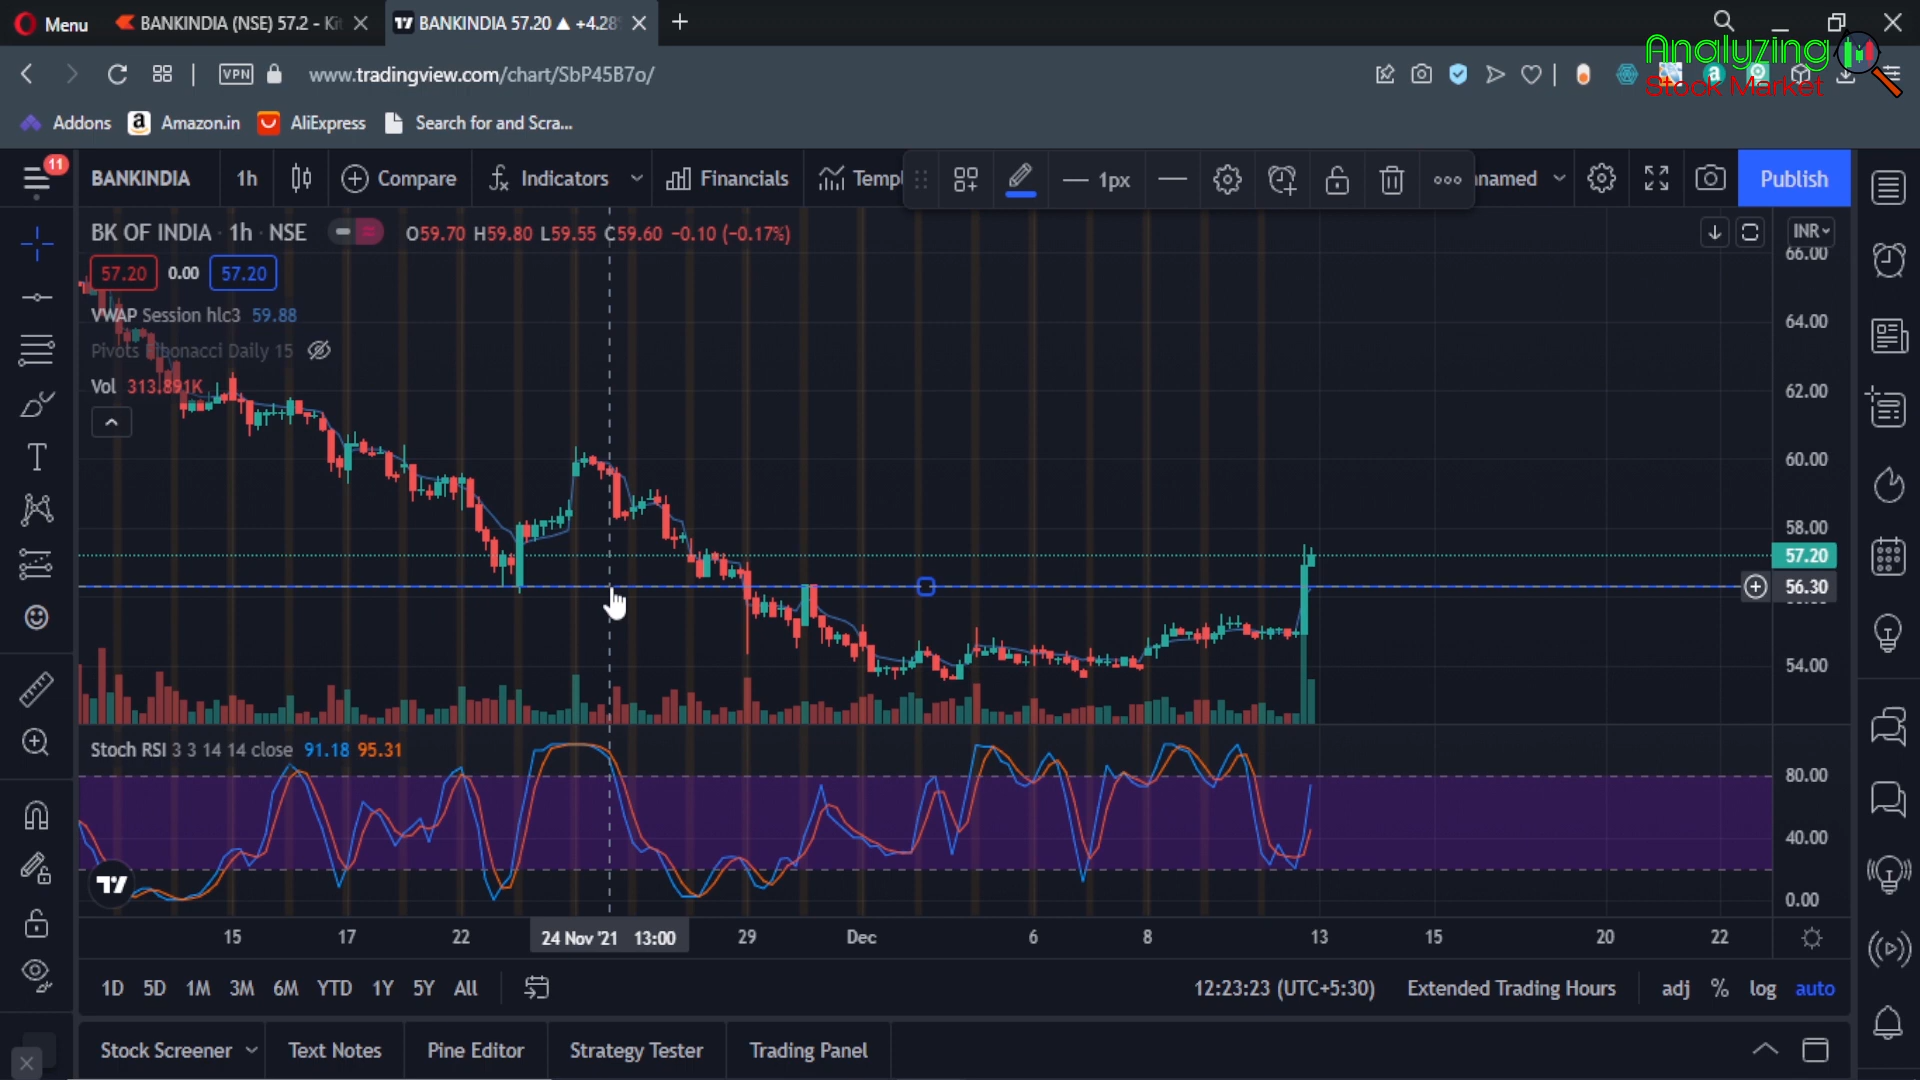 Menu
BANKINDIA (NSE) 57.2 - Kit
BANKINDIA 57.20 ▲ +4.28%
Analyzing
Stock Market
VPN
www.tradingview.com/chart/SbP45B7o/
Addons
Amazon.in
AliExpress
Search for and Scra...
11
BANKINDIA
1h
Compare
Indicators
Financials
Templ
1px
nnamed
Publish
BK OF INDIA · 1h · NSE
O59.70 H59.80 L59.55 C59.60 −0.10 (−0.17%)
INR
57.20 0.00 57.20
VWAP Session hlc3 59.88
Pivots Fibonacci Daily 15
Vol 313.891K
66.00
64.00
62.00
60.00
58.00
57.20
56.30
54.00
Stoch RSI 3 3 14 14 close 91.18 95.31
80.00
40.00
0.00
15 17 22 24 Nov '21 13:00 29 Dec 6 8 13 15 20 22
1D 5D 1M 3M 6M YTD 1Y 5Y All
12:23:23 (UTC+5:30) Extended Trading Hours adj % log auto
Stock Screener Text Notes Pine Editor Strategy Tester Trading Panel